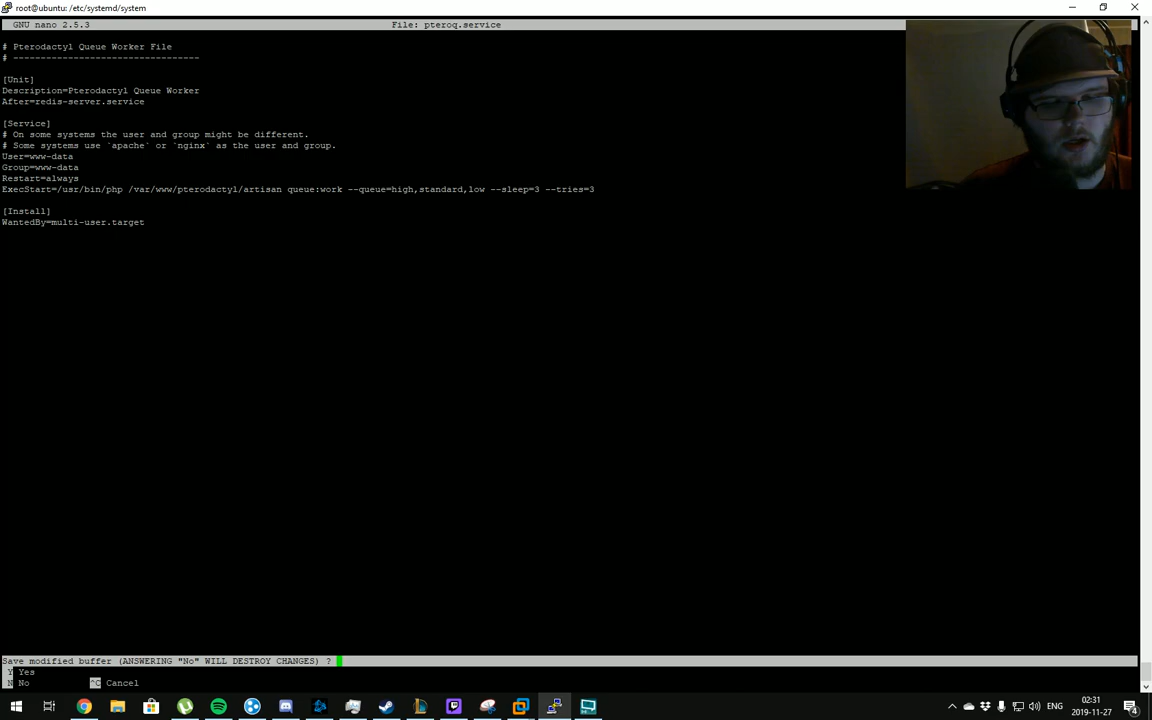 root@ubuntu: /etc/systemd/system
GNU nano 2.5.3 File: pteroq.service
# Pterodactyl Queue Worker File
# ----------------------------------
[Unit]
Description=Pterodactyl Queue Worker
After=redis-server.service
[Service]
# On some systems the user and group might be different.
# Some systems use `apache` or `nginx` as the user and group.
User=www-data
Group=www-data
Restart=always
ExecStart=/usr/bin/php /var/www/pterodactyl/artisan queue:work --queue=high,standard,low --sleep=3 --tries=3
[Install]
WantedBy=multi-user.target
Save modified buffer (ANSWERING "No" WILL DESTROY CHANGES) ?
Y Yes
N No ^C Cancel
ENG
02:31
2019-11-27
4